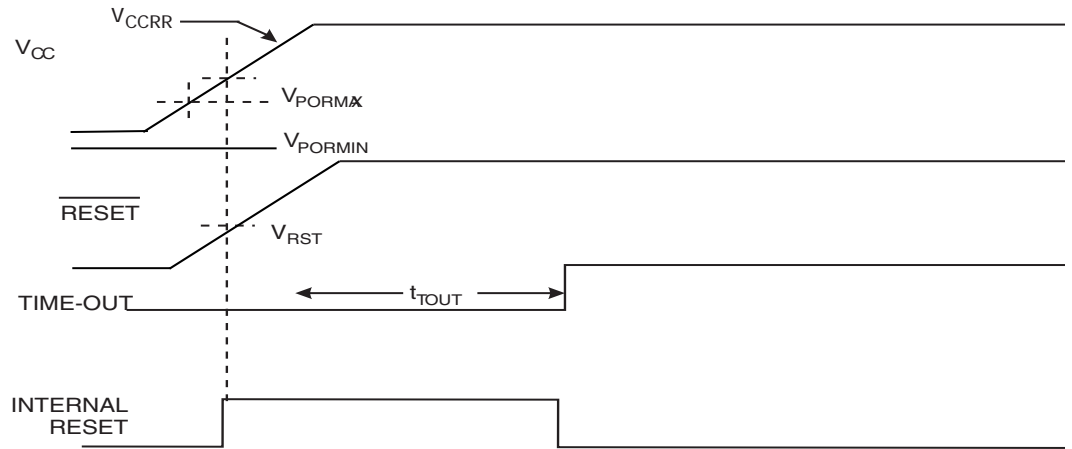 VCCRR
VCC
VPORMAX
VPORMIN
RESET
VRST
TIME-OUT
tTOUT
INTERNAL
RESET